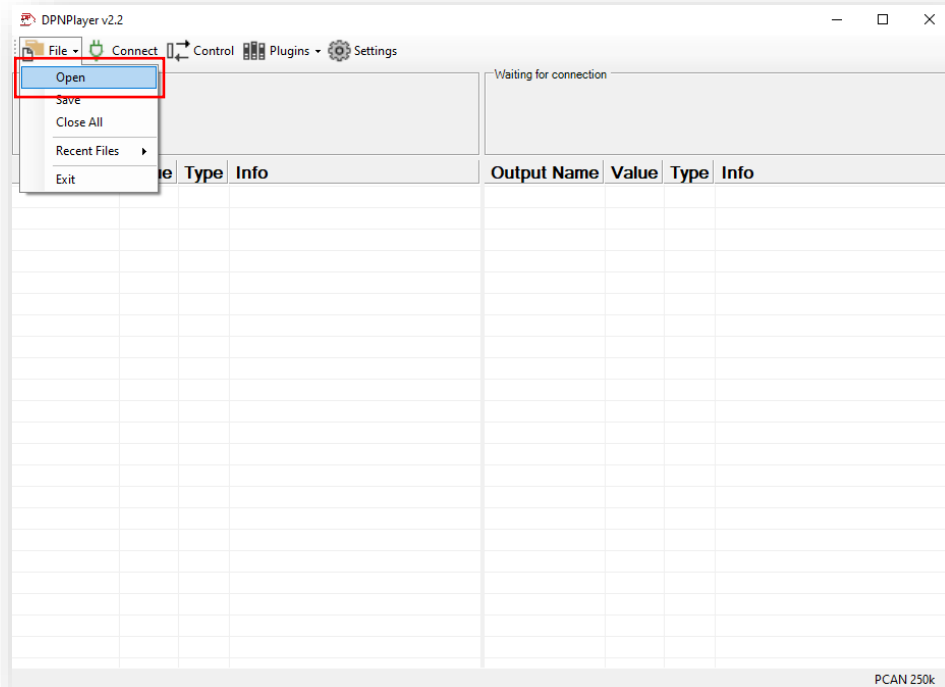 DPNPlayer v2.2
File Connect Control Plugins Settings
Open
Save
Close All
Recent Files
Exit
Waiting for connection
Type Info
Output Name Value Type Info
PCAN 250k